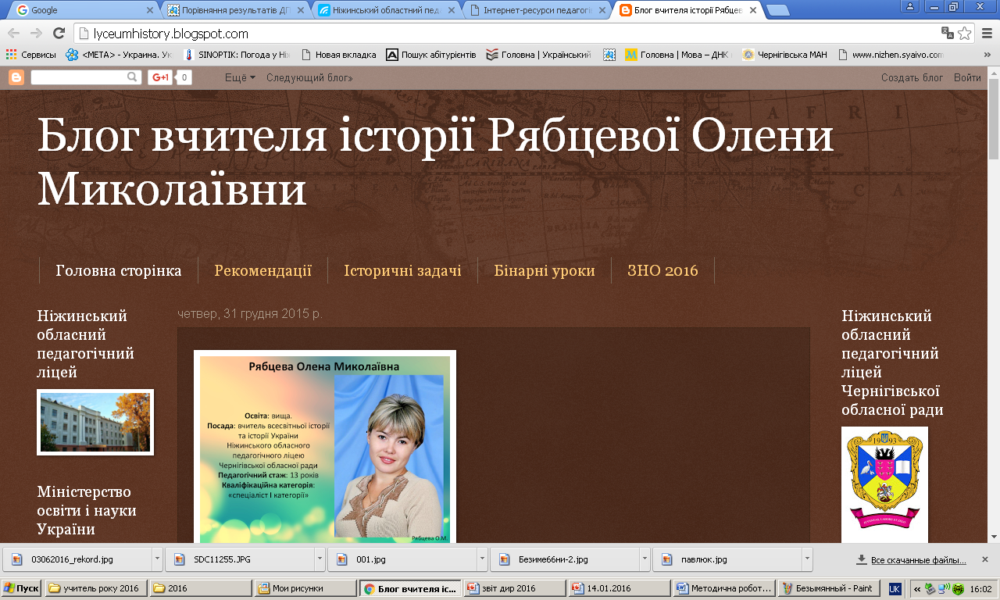 Google
Порівняння результатів ДП
Ніжинський обласний пед
Інтернет-ресурси педагогів
Блог вчителя історії Рябцев
lyceumhistory.blogspot.com
Сервисы
<META> - Украина. Ук
SINOPTIK: Погода у Ніж
Новая вкладка
Пошук абітурієнтів
Головна | Український
Головна | Мова – ДНК
Чернігівська МАН
www.nizhen.syaivo.com
»
G+1 0
Ещё
Следующий блог»
Создать блог
Войти
Блог вчителя історії Рябцевої Олени
Миколаївни
Головна сторінка
Рекомендації
Історичні задачі
Бінарні уроки
ЗНО 2016
Ніжинський
обласний
педагогічний
ліцей
Міністерство
освіти і науки
України
четвер, 31 грудня 2015 р.
Рябцева Олена Миколаївна
Освіта: вища.
Посада: вчитель всесвітньої історії
та історії України
Ніжинського обласного
педагогічного ліцею
Чернігівської обласної ради
Педагогічний стаж: 13 років
Кваліфікаційна категорія:
«спеціаліст І категорії»
Рябцева О.М.
Ніжинський
обласний
педагогічний
ліцей
Чернігівської
обласної ради
19 93
03062016_rekord.jpg
SDC11255.JPG
001.jpg
Безиме66ни-2.jpg
павлюк.jpg
Все скачанные файлы...
Пуск
учитель року 2016
2016
Мои рисунки
Блог вчителя іс...
звіт дир 2016
14.01.2016
Методична робот...
Безымянный - Paint
UK
«
16:02